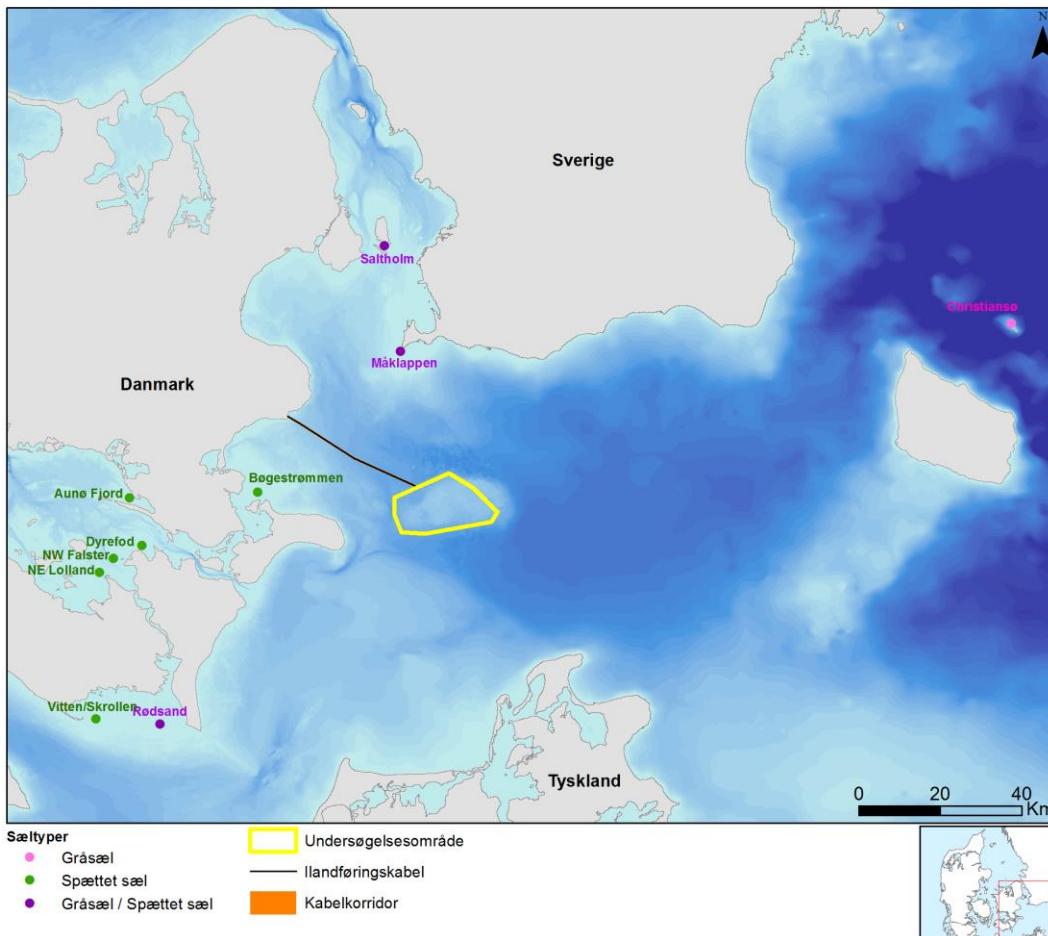 N
Sverige
Saltholm
Christiansø
Måklappen
Danmark
Bøgestrømmen
Aunø Fjord
Dyrefod
NW Falster
NE Lolland
Vitten/Skrollen
Rødsand
Tyskland
0 20 40
Km
Sæltyper
Gråsæl
Spættet sæl
Gråsæl / Spættet sæl
Undersøgelsesområde
Ilandføringskabel
Kabelkorridor